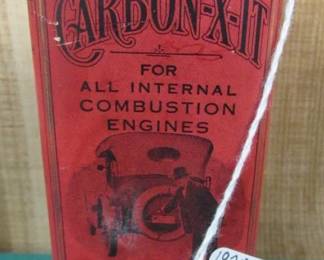 CARBON-X-IT
FOR
ALL INTERNAL
COMBUSTION
ENGINES